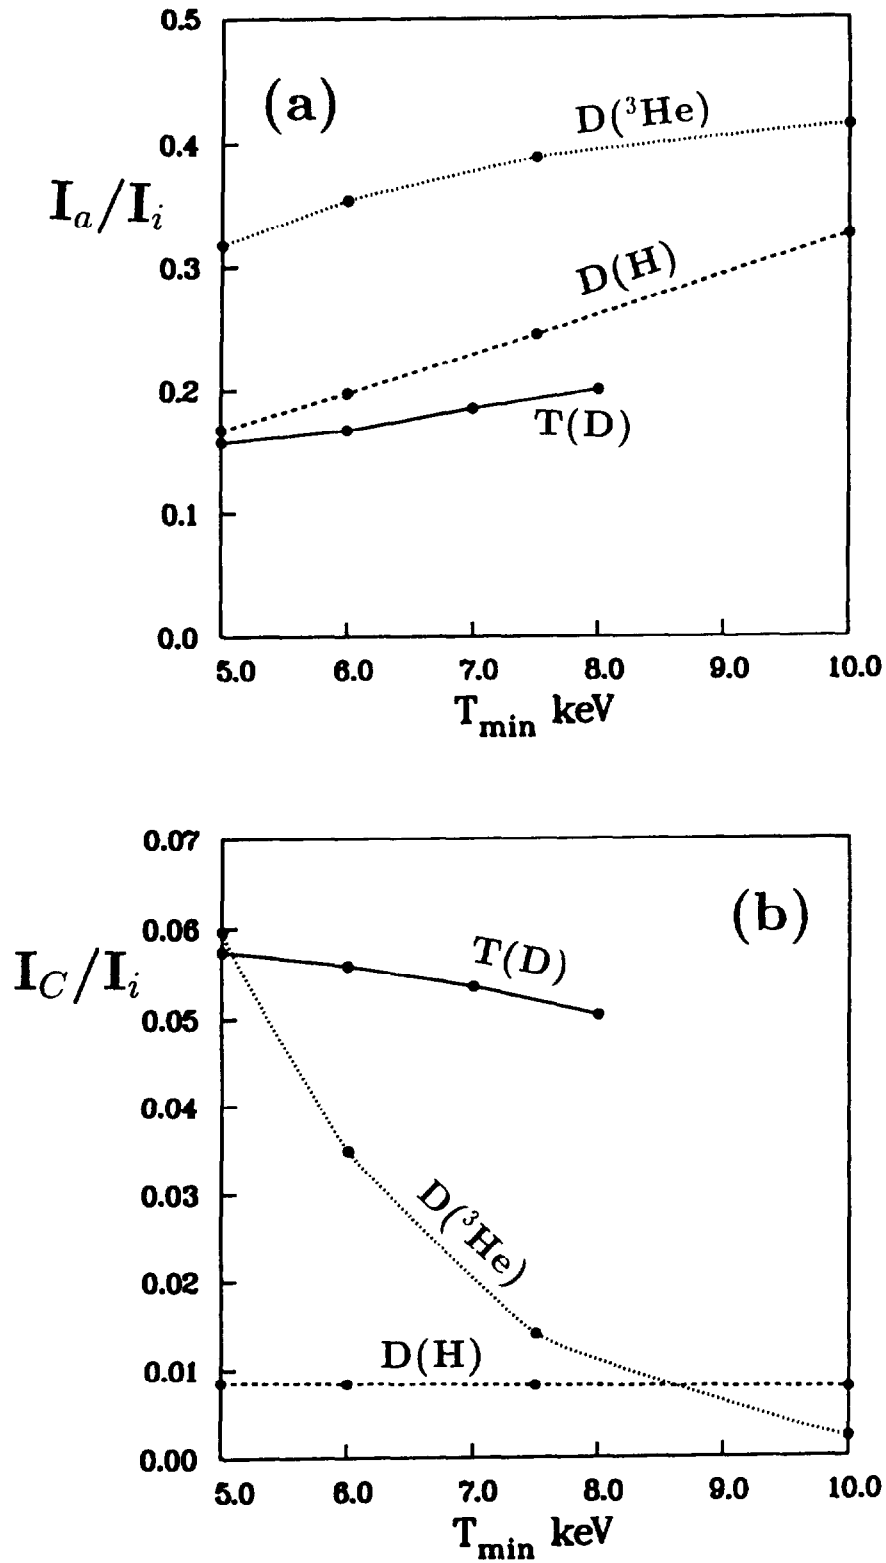 0.5
(a)
D(³He)
0.4
Iₐ/Iᵢ
0.3
D(H)
0.2
T(D)
0.1
0.0
5.0 6.0 7.0 8.0 9.0 10.0
T_min keV
0.07
(b)
0.06
T(D)
I_C/Iᵢ
0.05
0.04
0.03
D(³He)
0.02
D(H)
0.01
0.00
5.0 6.0 7.0 8.0 9.0 10.0
T_min keV